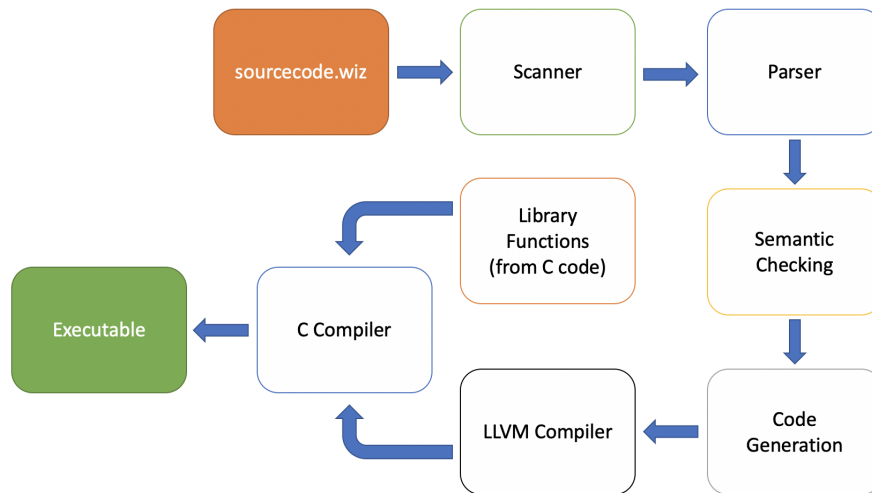 sourcecode.wiz
Scanner
Parser
Library
Functions
(from C code)
Semantic
Checking
Executable
C Compiler
LLVM Compiler
Code
Generation